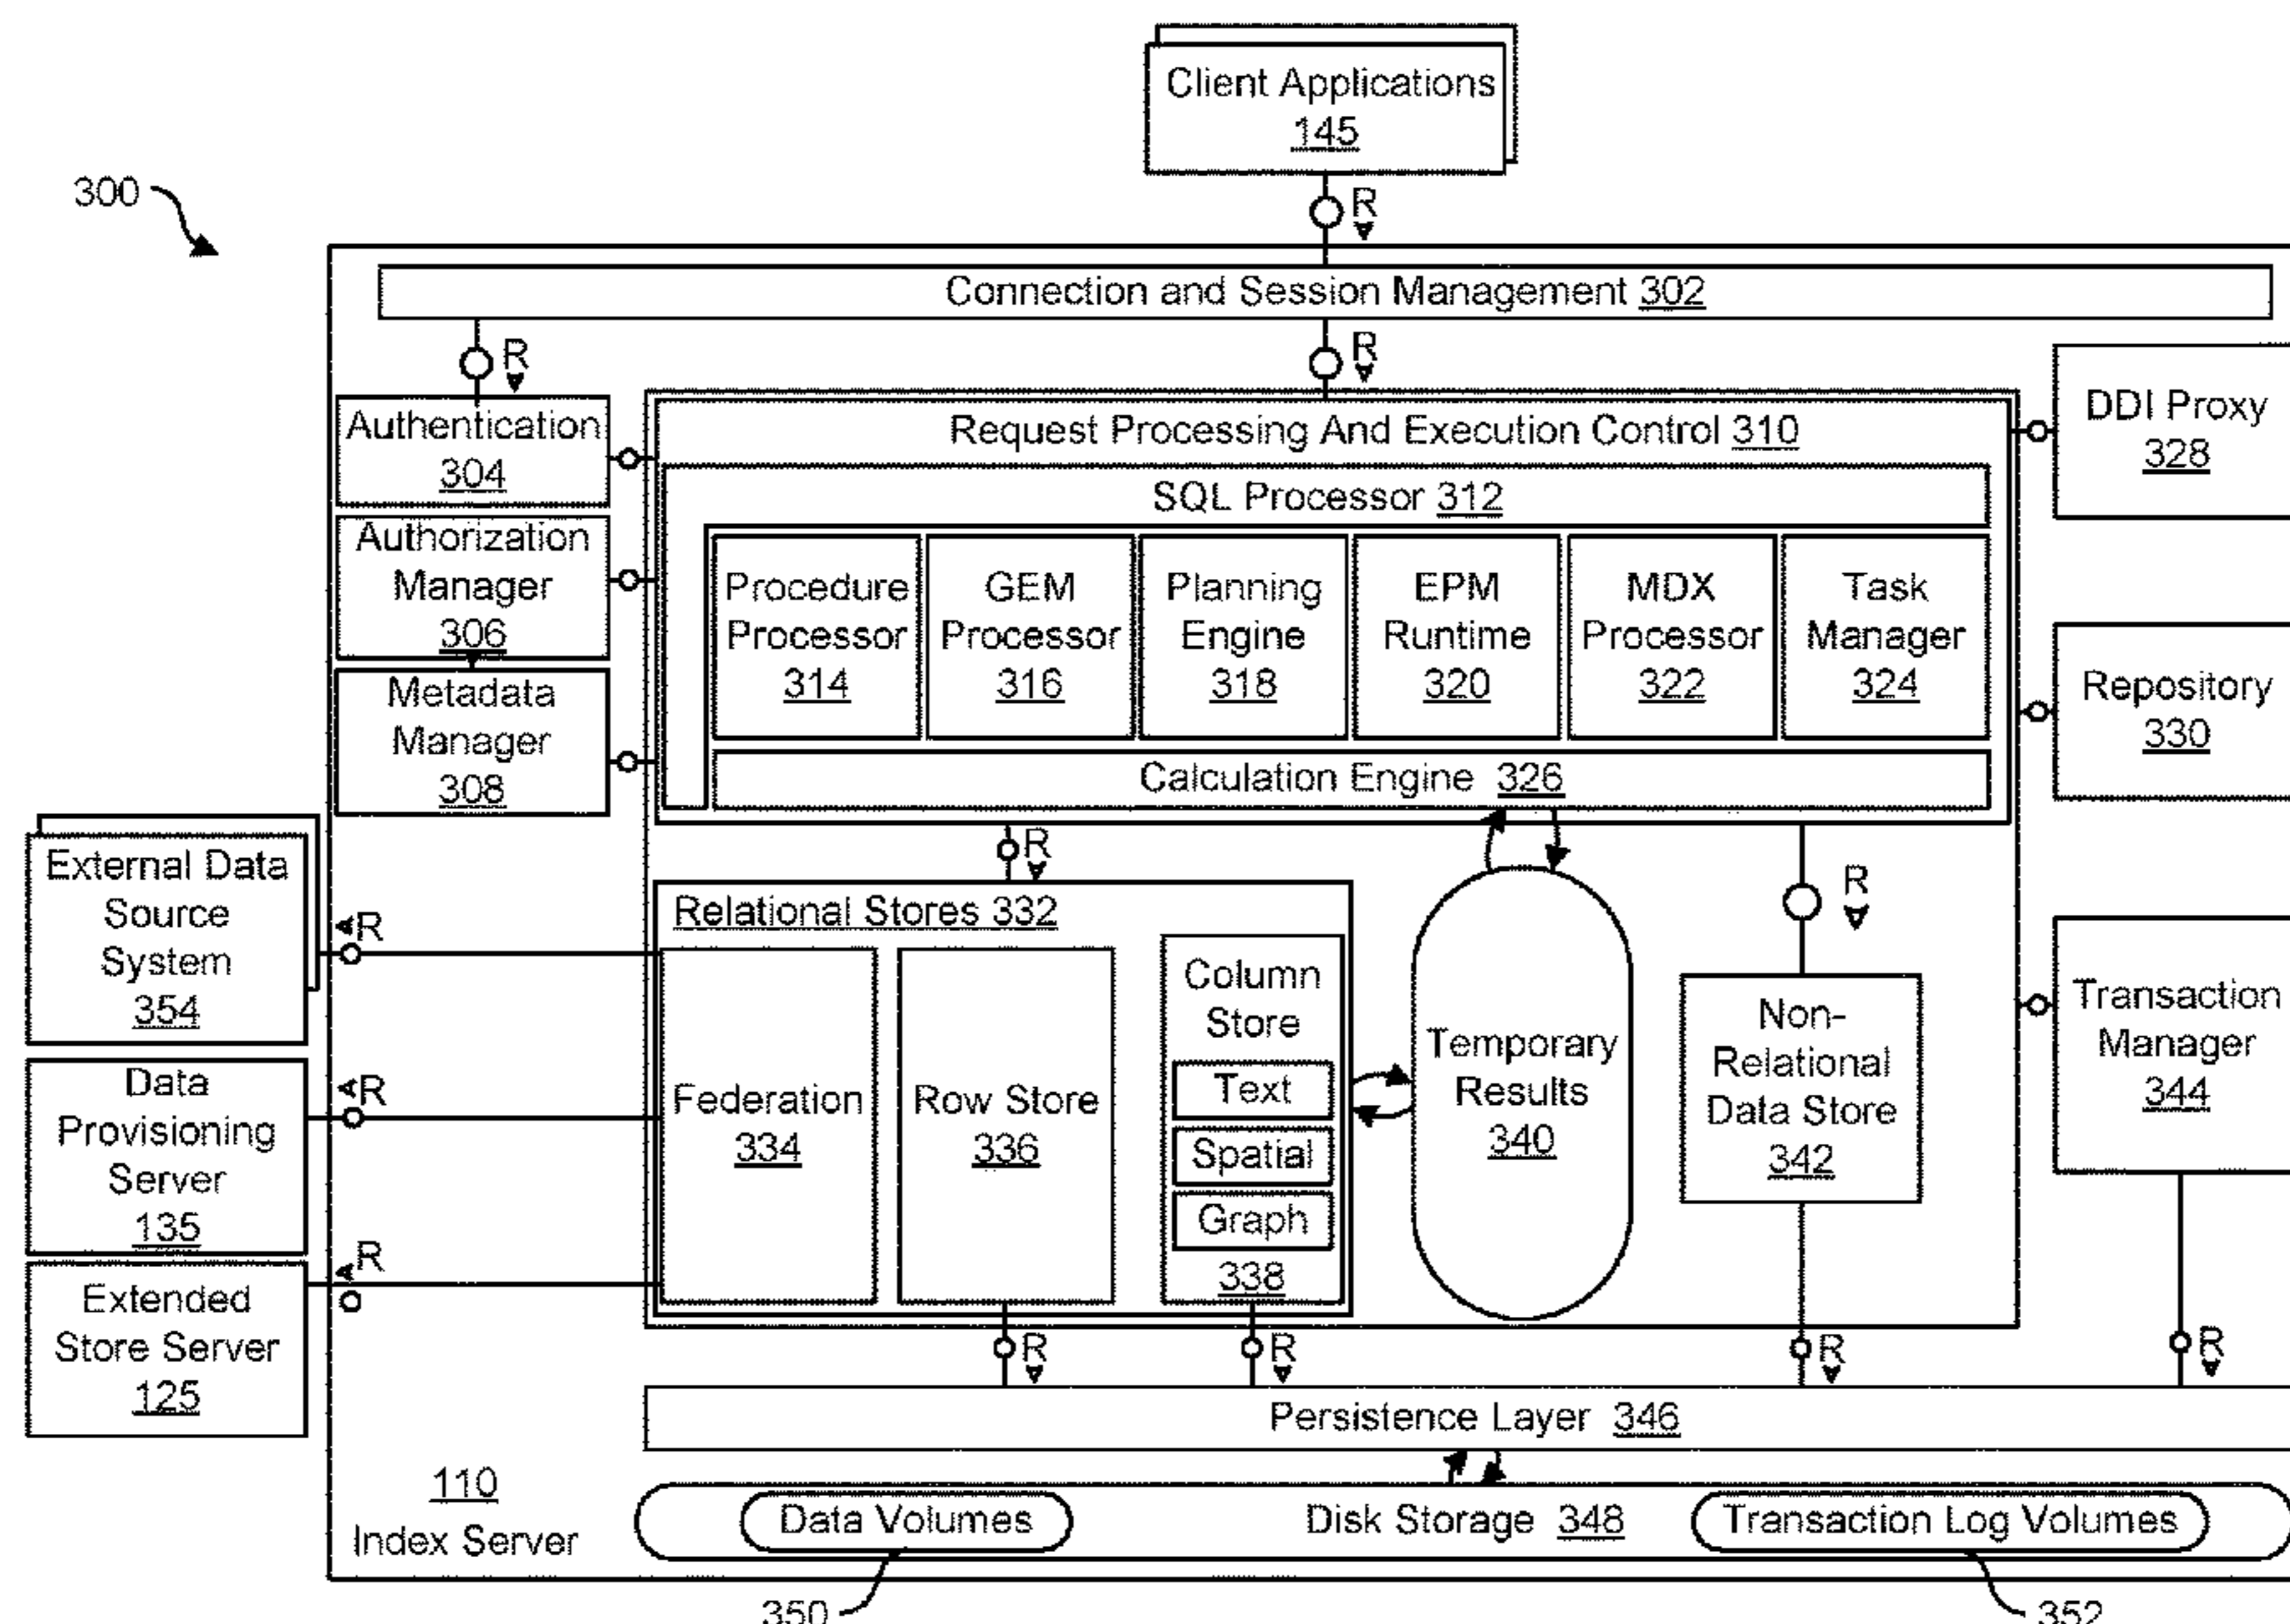 Client Applications
145
R
300
Connection and Session Management 302
R
R
Authentication
304
Authorization
Manager
306
Metadata
Manager
308
Request Processing And Execution Control 310
SQL Processor 312
Procedure
Processor
314
GEM
Processor
316
Planning
Engine
318
EPM
Runtime
320
MDX
Processor
322
Task
Manager
324
Calculation Engine 326
DDI Proxy
328
Repository
330
R
R
External Data
Source
System
354
R
Data
Provisioning
Server
135
R
Extended
Store Server
125
R
Relational Stores 332
Federation
334
Row Store
336
Column
Store
Text
Spatial
Graph
338
Temporary
Results
340
Non-
Relational
Data Store
342
Transaction
Manager
344
R
R
R
R
Persistence Layer 346
110
Index Server
Data Volumes
Disk Storage 348
Transaction Log Volumes
350
352